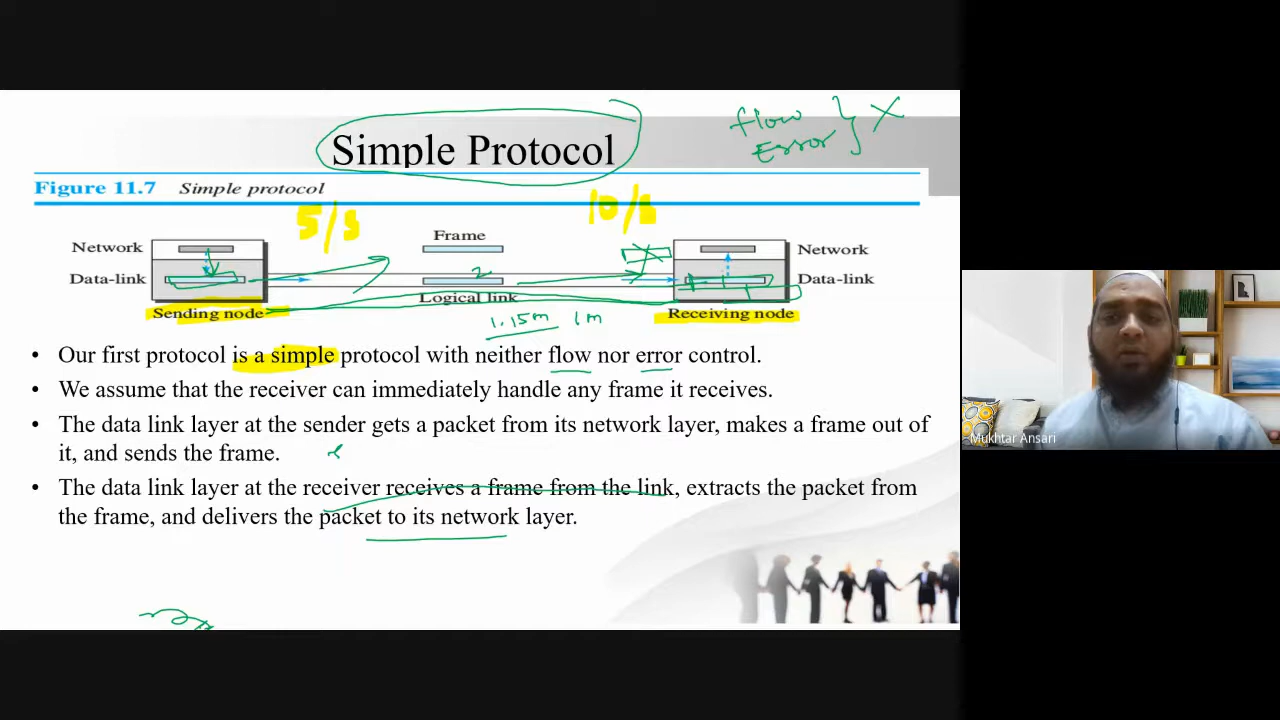 flow
Error
Simple Protocol
Figure 11.7 Simple protocol
5/s
10/s
Frame
Network
Network
Data-link
2
Data-link
Logical link
Sending node
Receiving node
1.15m 1m
• Our first protocol is a simple protocol with neither flow nor error control.
• We assume that the receiver can immediately handle any frame it receives.
• The data link layer at the sender gets a packet from its network layer, makes a frame out of
it, and sends the frame.
• The data link layer at the receiver receives a frame from the link, extracts the packet from
the frame, and delivers the packet to its network layer.
Mukhtar Ansari